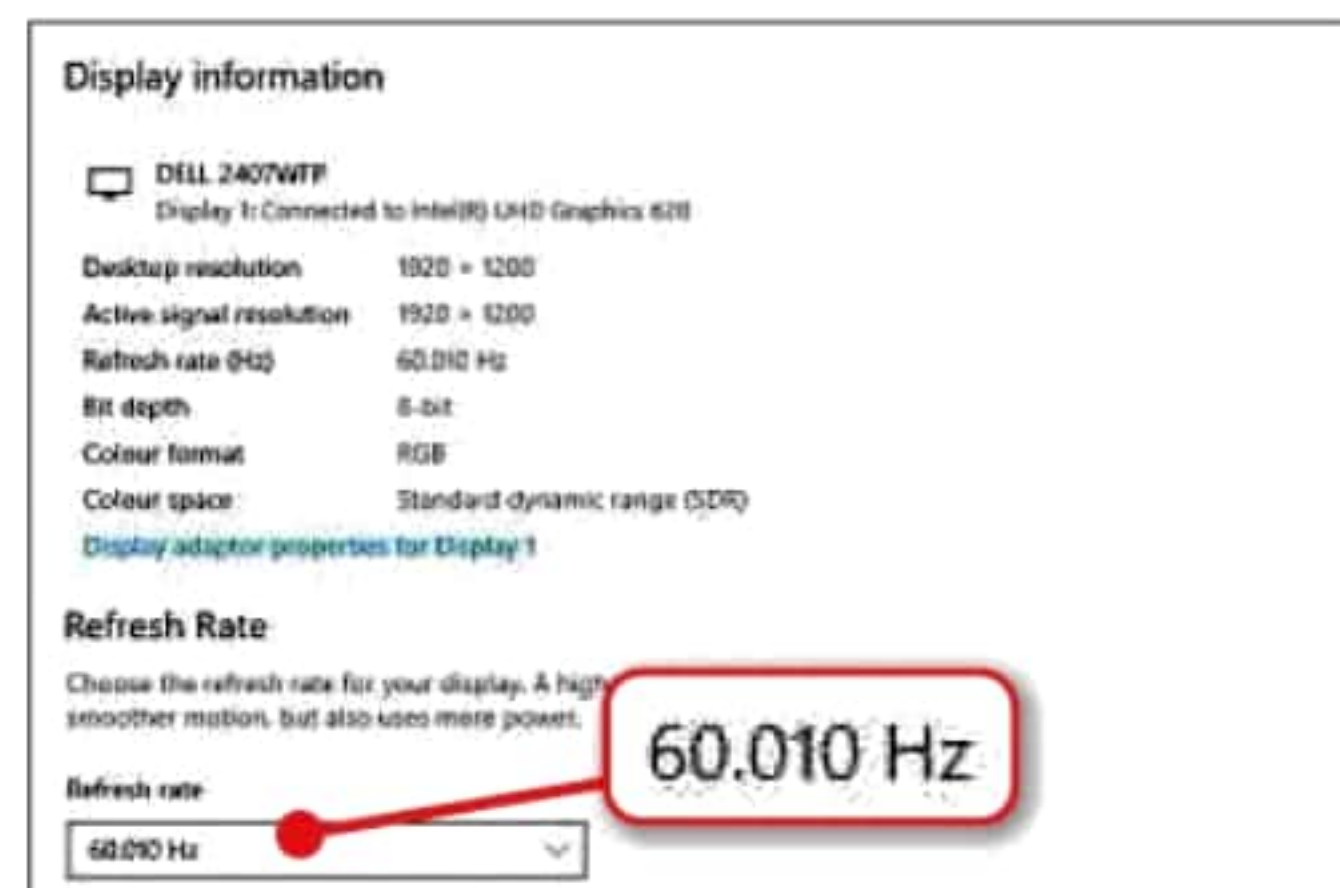 Display information
DELL 2407WFP
Display 1: Connected to Intel(R) UHD Graphics 620
Desktop resolution 1920 × 1200
Active signal resolution 1920 × 1200
Refresh rate (Hz) 60.010 Hz
Bit depth 8-bit
Colour format RGB
Colour space Standard dynamic range (SDR)
Display adaptor properties for Display 1
Refresh Rate
Choose the refresh rate for your display. A high
smoother motion, but also uses more power.
60.010 Hz
Refresh rate
60.010 Hz